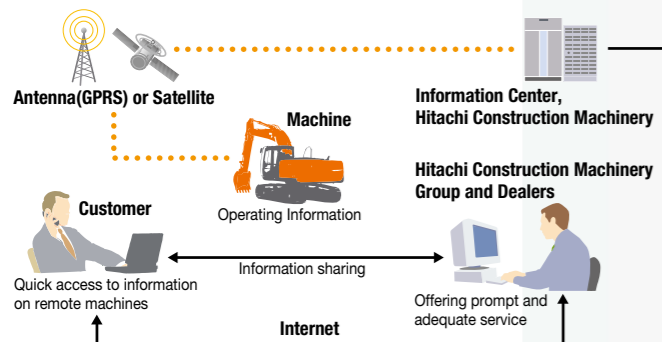 Antenna(GPRS) or Satellite
Information Center,
Hitachi Construction Machinery
Machine
Operating Information
Hitachi Construction Machinery
Group and Dealers
Customer
Information sharing
Quick access to information
on remote machines
Offering prompt and
adequate service
Internet